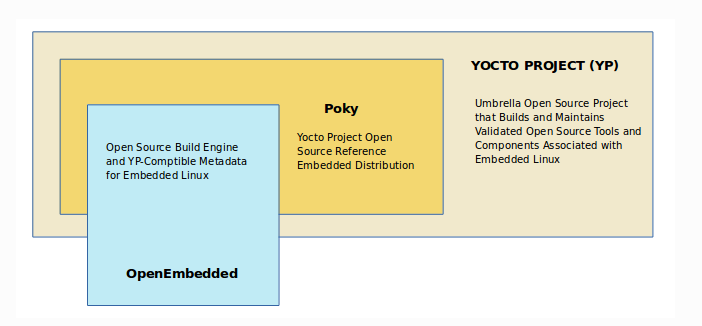 YOCTO PROJECT (YP)
Umbrella Open Source Project
that Builds and Maintains
Validated Open Source Tools and
Components Associated with
Embedded Linux
Poky
Yocto Project Open
Source Reference
Embedded Distribution
Open Source Build Engine
and YP-Comptible Metadata
for Embedded Linux
OpenEmbedded